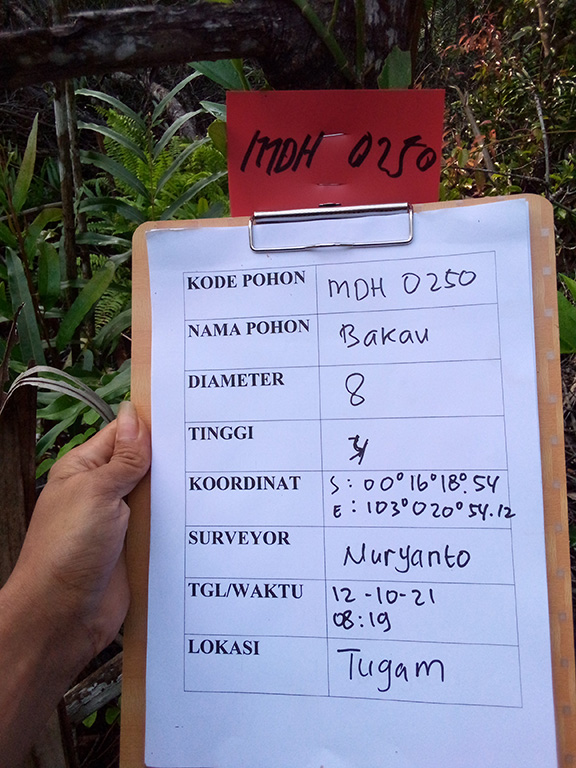 MDH 0250
KODE POHON MDH 0250
NAMA POHON Bakau
DIAMETER 8
TINGGI
KOORDINAT S : 00°16°18°.54
E : 103°020°54.12
SURVEYOR Nuryanto
TGL/WAKTU 12-10-21
08:19
LOKASI Tugam